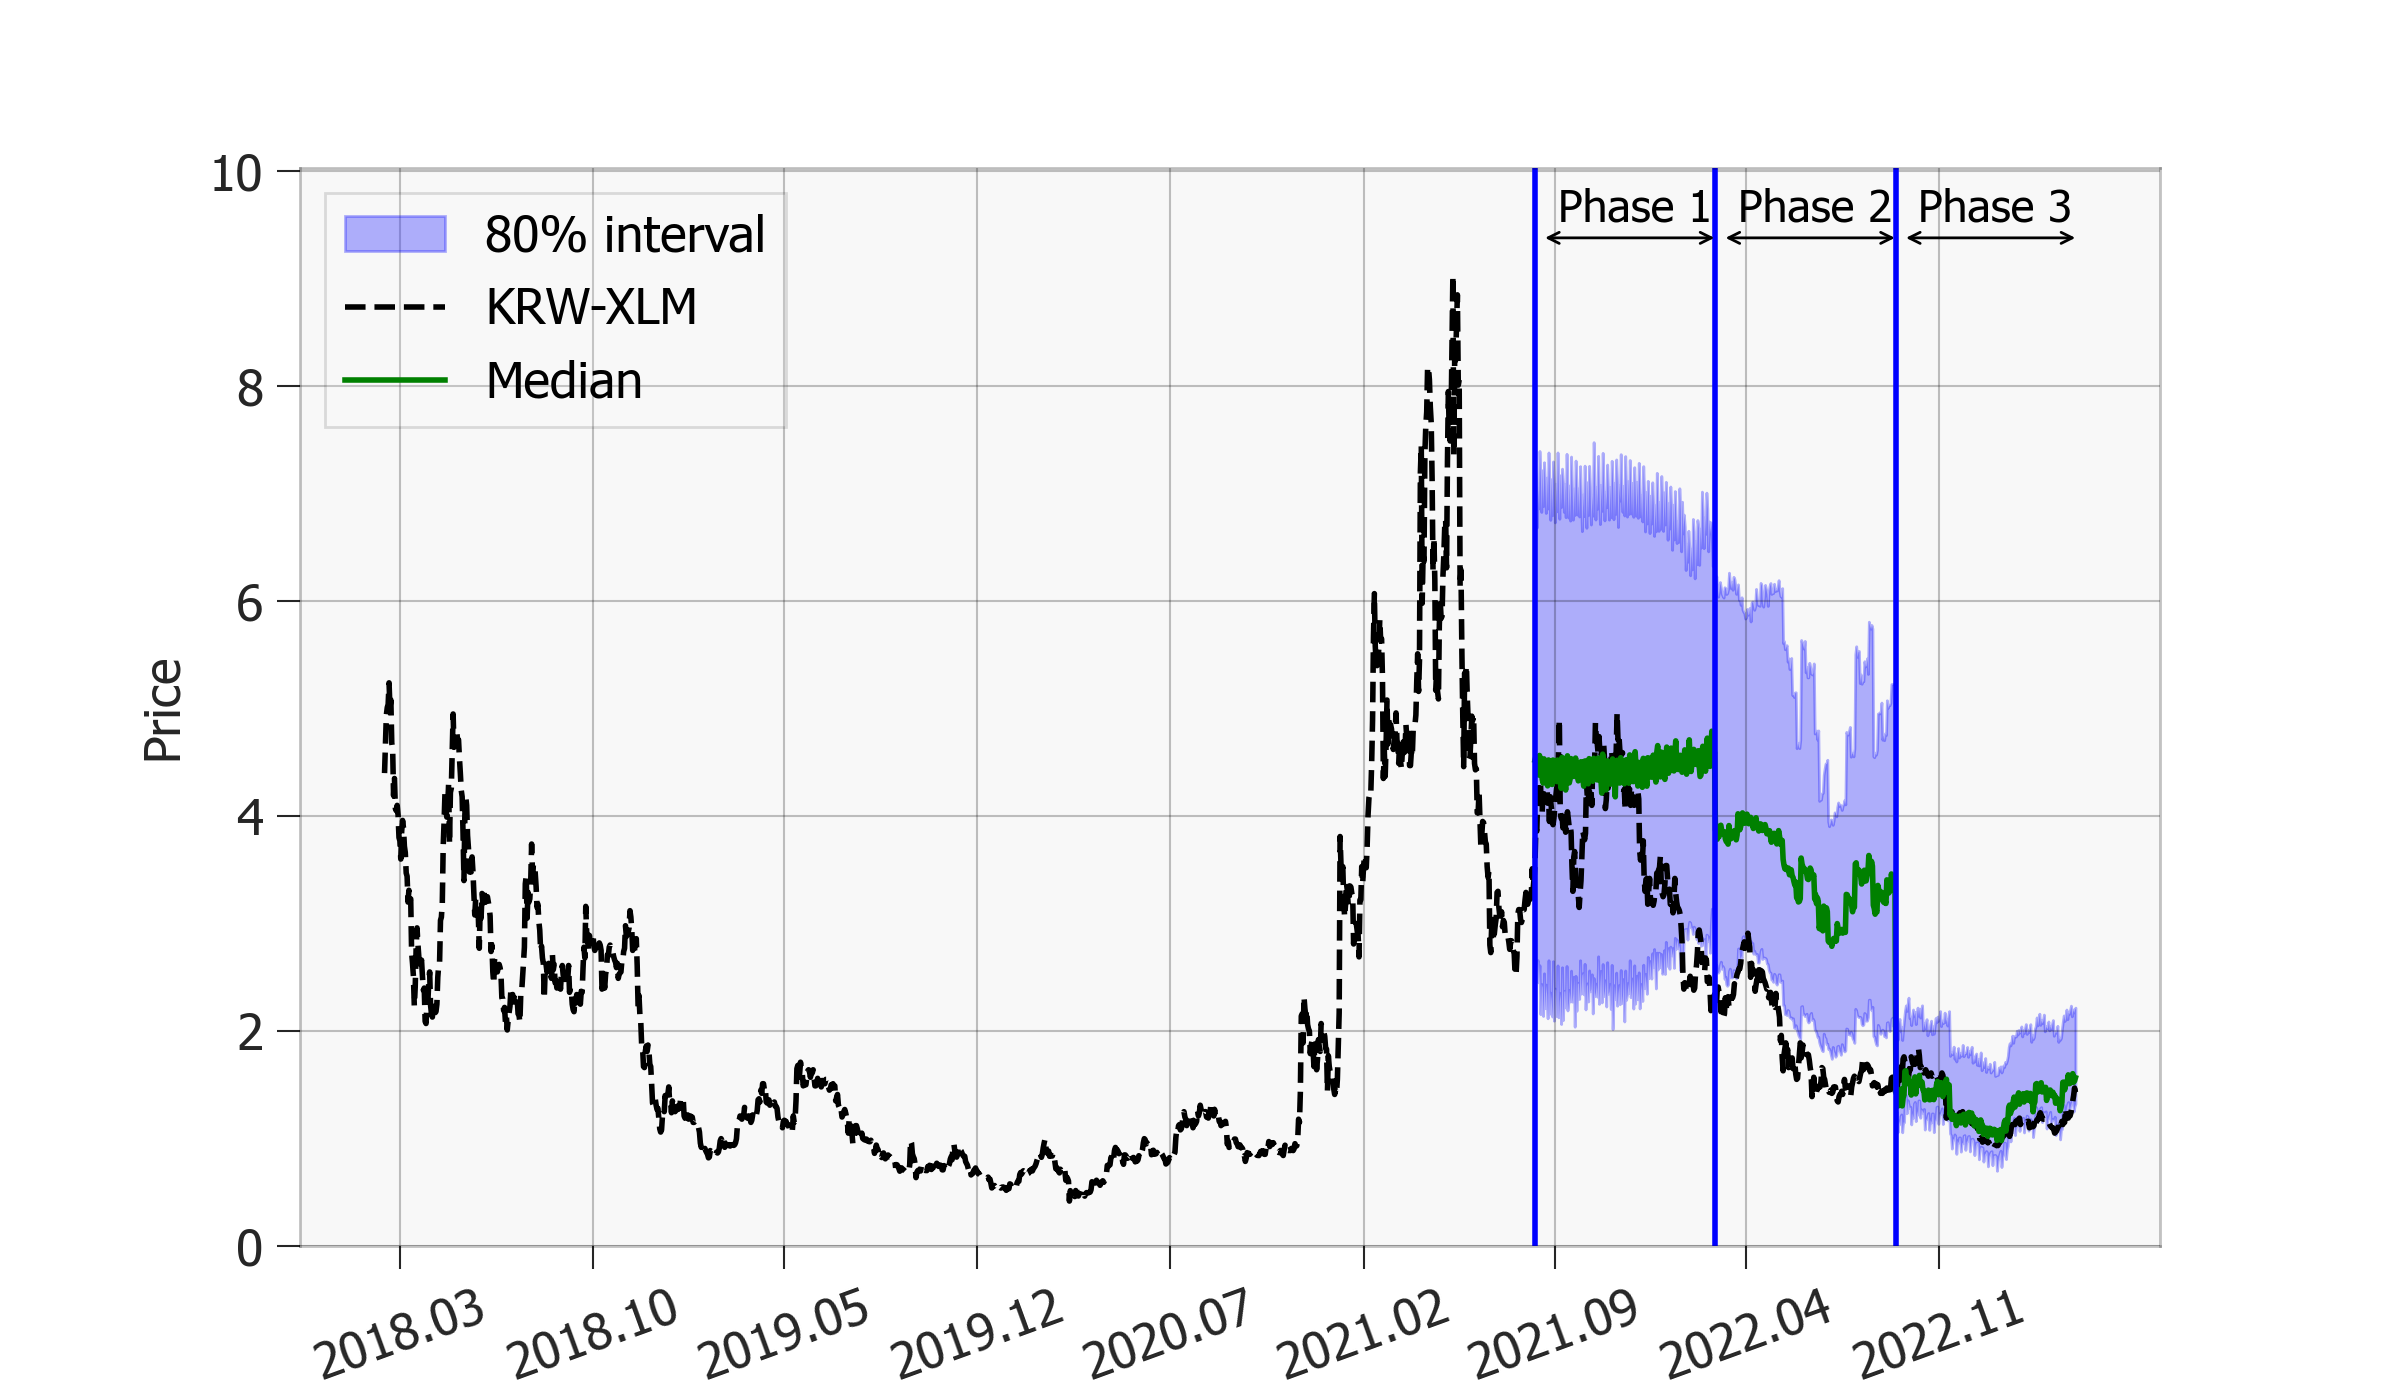 10
8
6
4
2
0
Price
80% interval
KRW-XLM
Median
Phase 1
Phase 2
Phase 3
2018.03
2018.10
2019.05
2019.12
2020.07
2021.02
2021.09
2022.04
2022.11